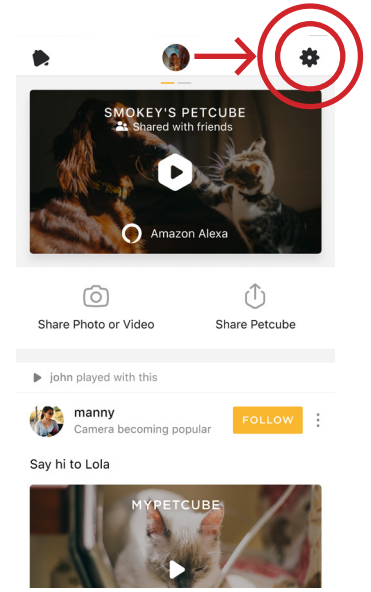 SMOKEY'S PETCUBE
Shared with friends
Amazon Alexa
Share Photo or Video
Share Petcube
john played with this
manny
Camera becoming popular
FOLLOW
Say hi to Lola
MYPETCUBE